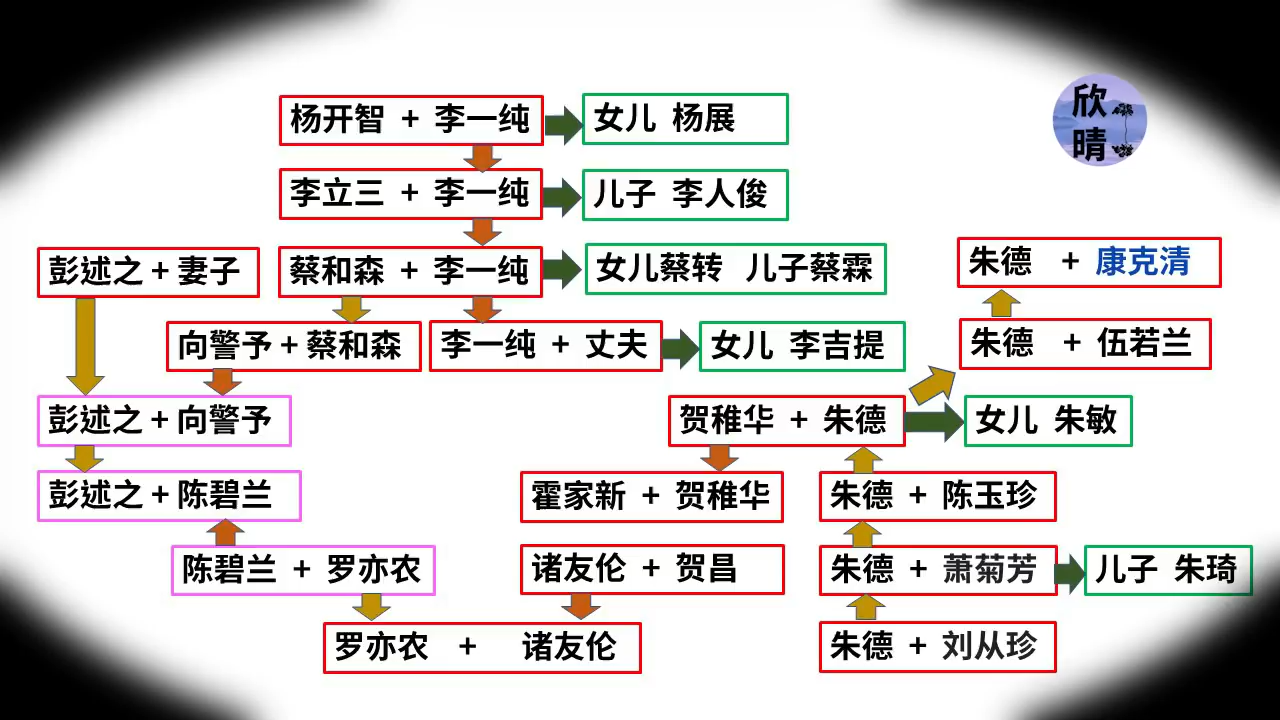 欣
晴
杨开智 + 李一纯
女儿 杨展
李立三 + 李一纯
儿子 李人俊
彭述之 + 妻子
蔡和森 + 李一纯
女儿蔡转 儿子蔡霖
朱德 + 康克清
向警予 + 蔡和森
李一纯 + 丈夫
女儿 李吉提
朱德 + 伍若兰
彭述之 + 向警予
贺稚华 + 朱德
女儿 朱敏
彭述之 + 陈碧兰
霍家新 + 贺稚华
朱德 + 陈玉珍
陈碧兰 + 罗亦农
诸友伦 + 贺昌
朱德 + 萧菊芳
儿子 朱琦
罗亦农 + 诸友伦
朱德 + 刘从珍